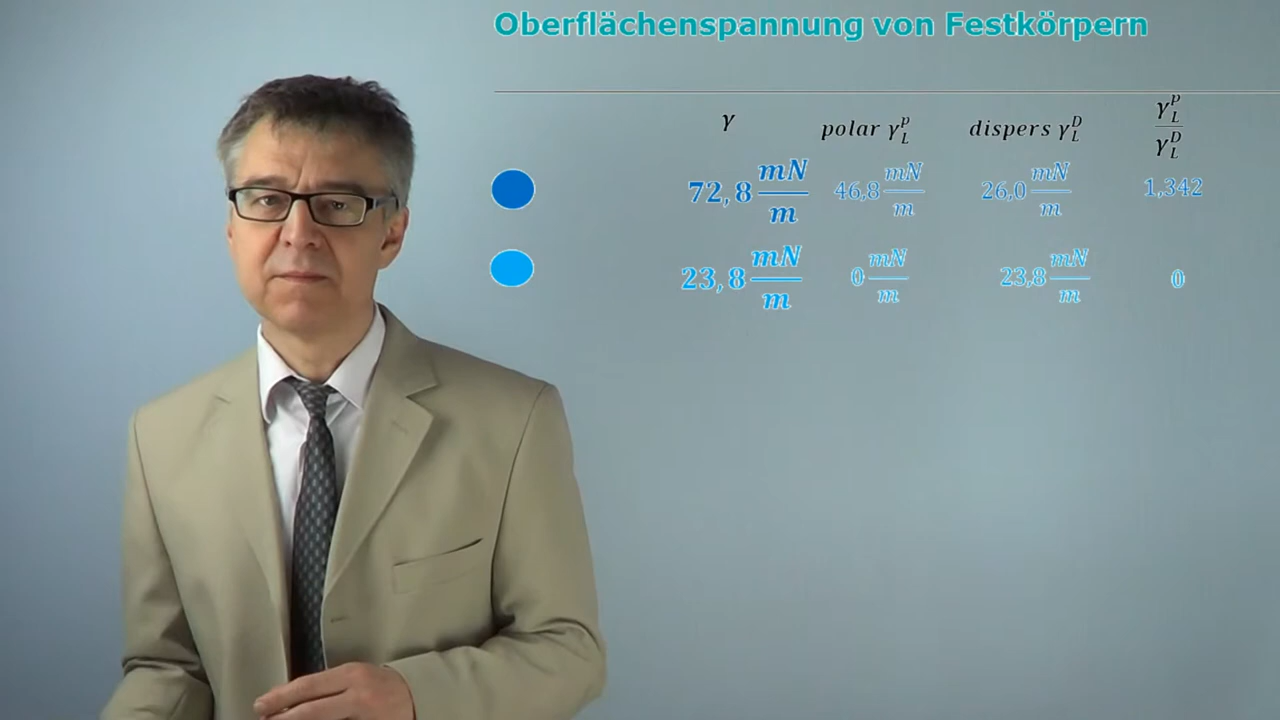 Oberflächenspannung von Festkörpern
γ polar γ_L^p dispers γ_L^D γ_L^p/γ_L^D
72,8 mN/m 46,8 mN/m 26,0 mN/m 1,342
23,8 mN/m 0 mN/m 23,8 mN/m 0